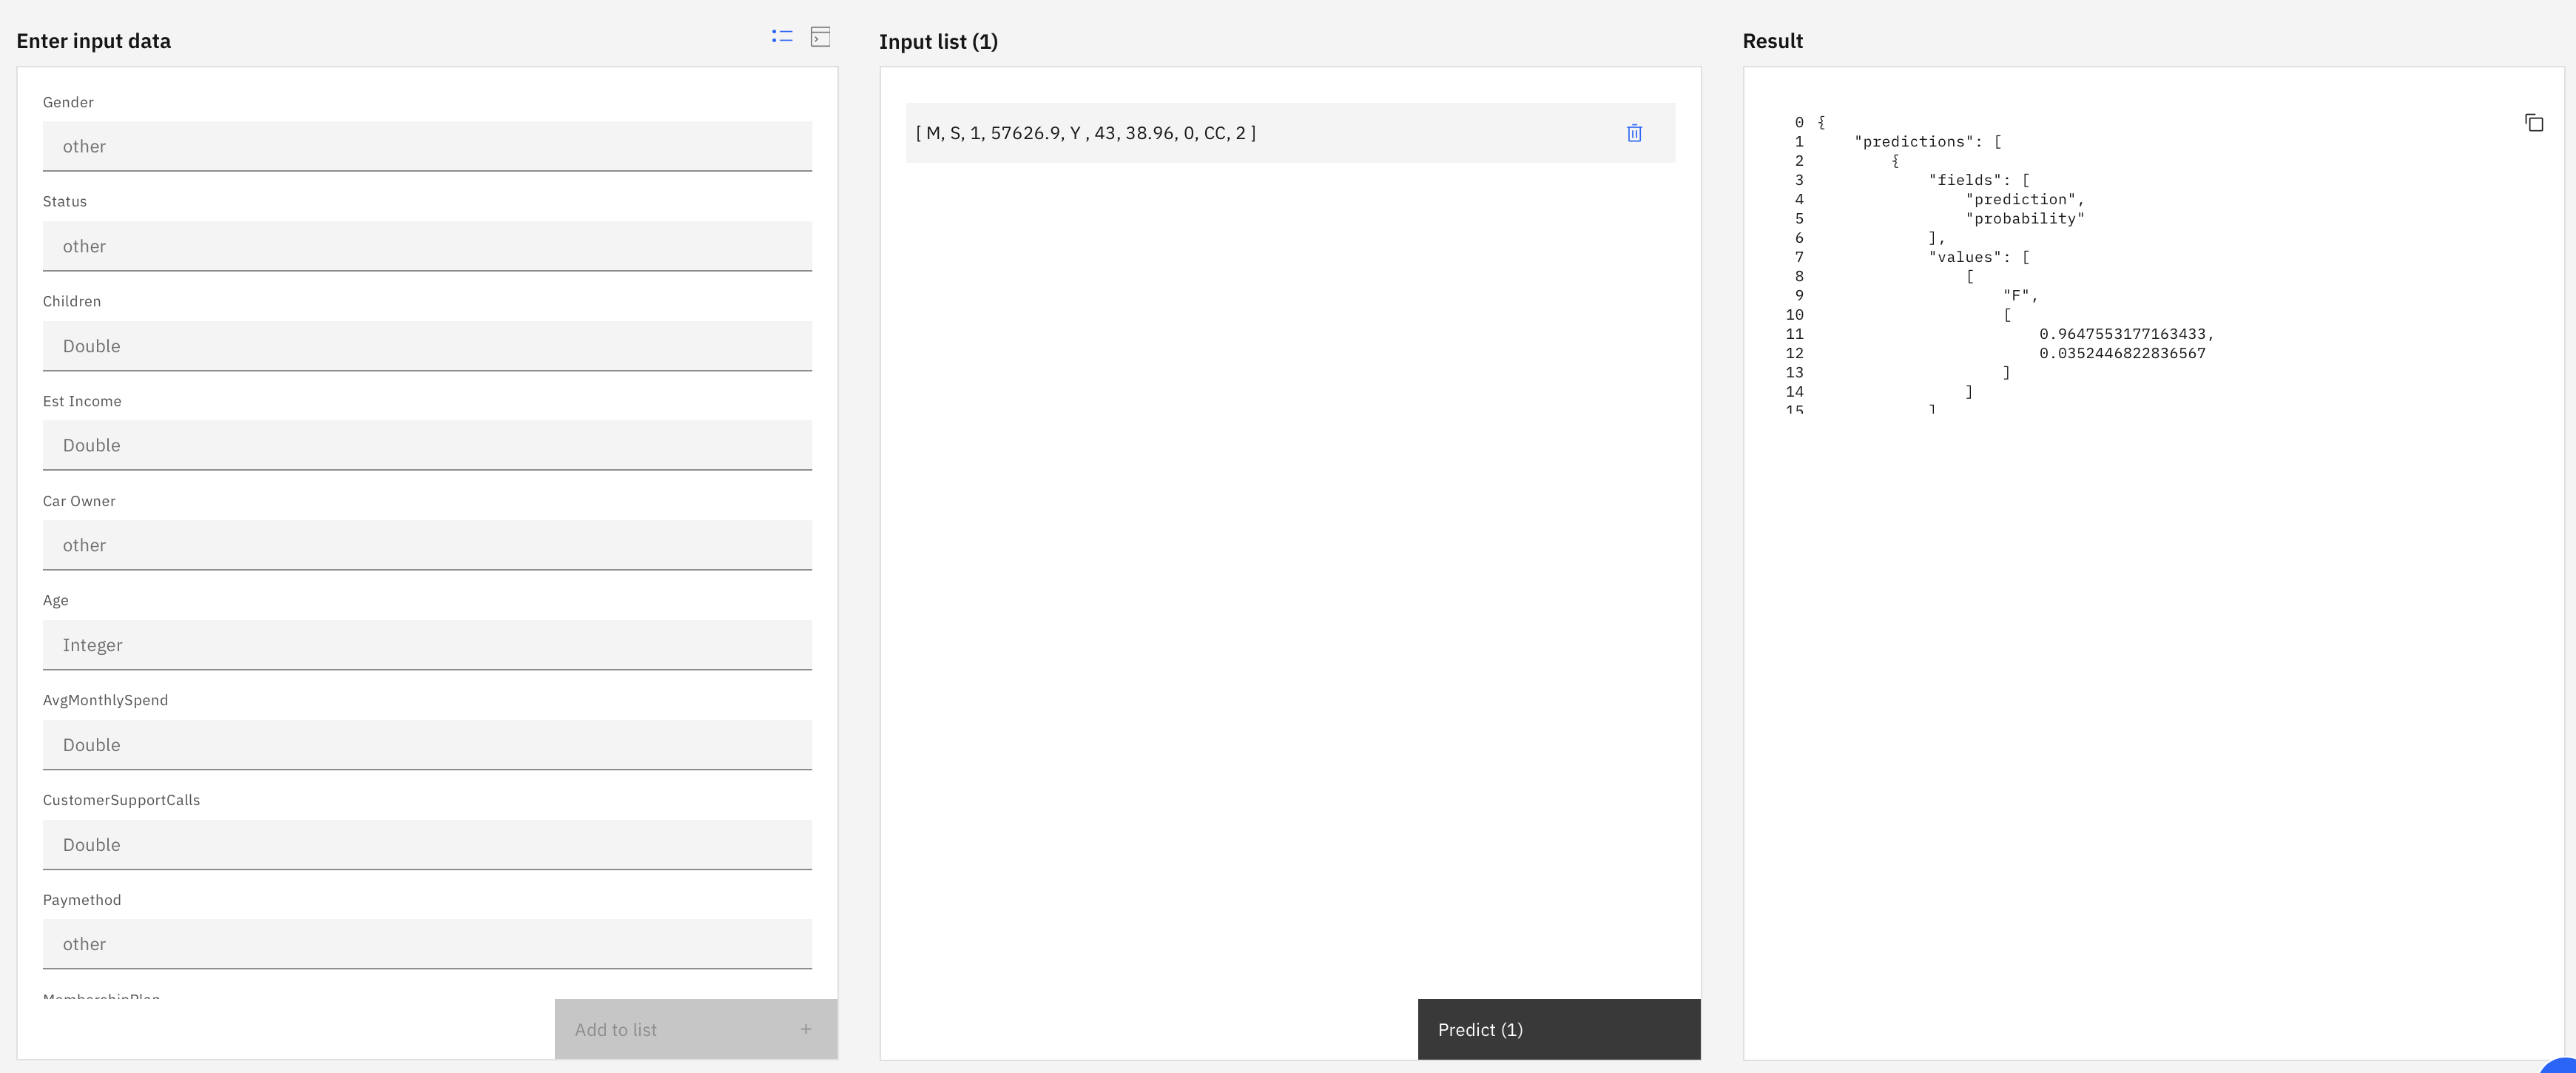 Enter input data
Gender
other
Status
other
Children
Double
Est Income
Double
Car Owner
other
Age
Integer
AvgMonthlySpend
Double
CustomerSupportCalls
Double
Paymethod
other
MembershipPlan
Add to list +
Input list (1)
[ M, S, 1, 57626.9, Y , 43, 38.96, 0, CC, 2 ]
Predict (1)
Result
0 {
1 "predictions": [
2 {
3 "fields": [
4 "prediction",
5 "probability"
6 ],
7 "values": [
8 [
9 "F",
10 [
11 0.9647553177163433,
12 0.0352446822836567
13 ]
14 ]
15 ]